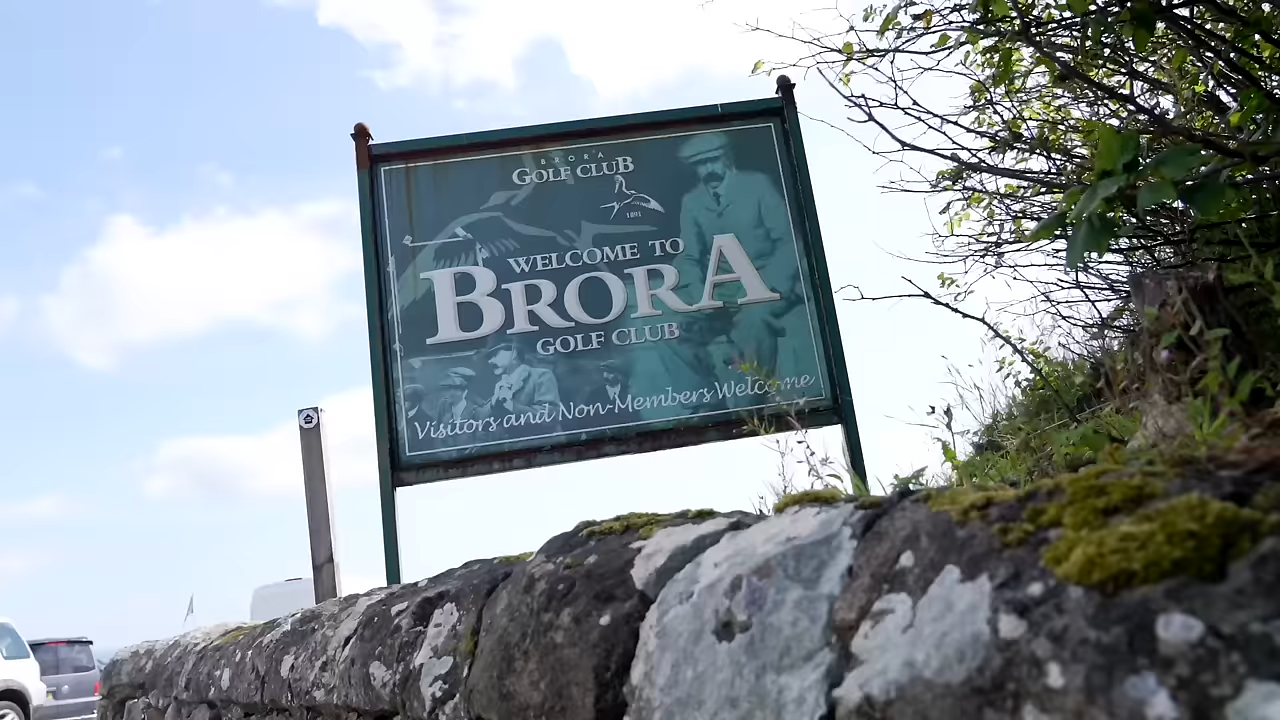 BRORA
GOLF CLUB
1891
WELCOME TO
BRORA
GOLF CLUB
Visitors and Non-Members Welcome